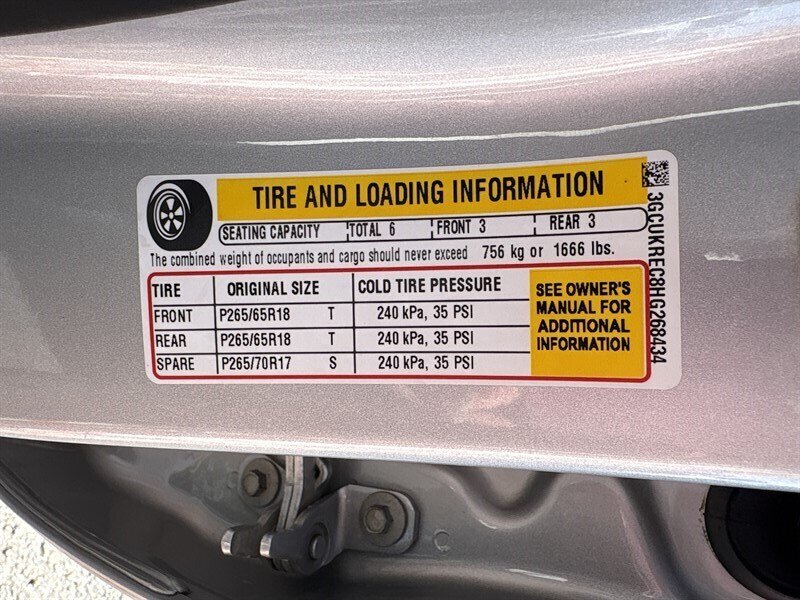 TIRE AND LOADING INFORMATION
SEATING CAPACITY TOTAL 6 FRONT 3 REAR 3
The combined weight of occupants and cargo should never exceed 756 kg or 1666 lbs.
TIRE ORIGINAL SIZE COLD TIRE PRESSURE
FRONT P265/65R18 T 240 kPa, 35 PSI
REAR P265/65R18 T 240 kPa, 35 PSI
SPARE P265/70R17 S 240 kPa, 35 PSI
SEE OWNER'S
MANUAL FOR
ADDITIONAL
INFORMATION
3GCUKREC8HG268434